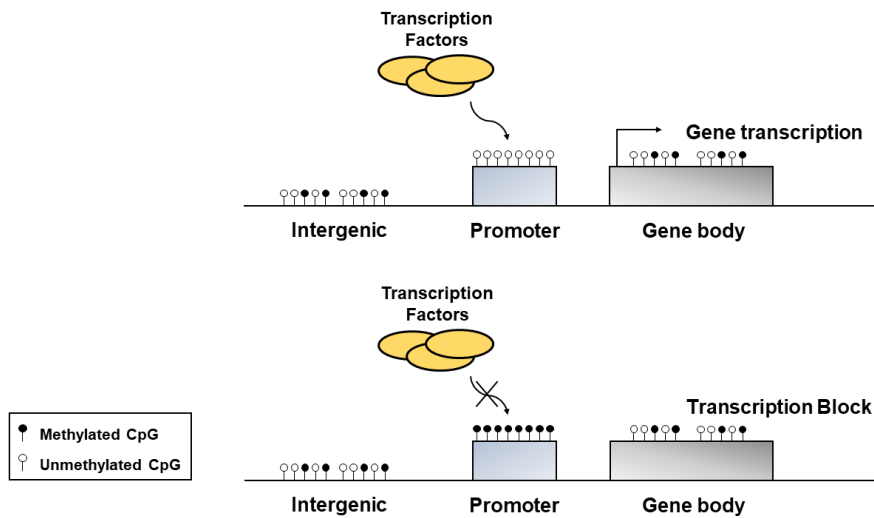 Transcription
Factors
Gene transcription
Intergenic
Promoter
Gene body
Transcription
Factors
Transcription Block
Methylated CpG
Unmethylated CpG
Intergenic
Promoter
Gene body